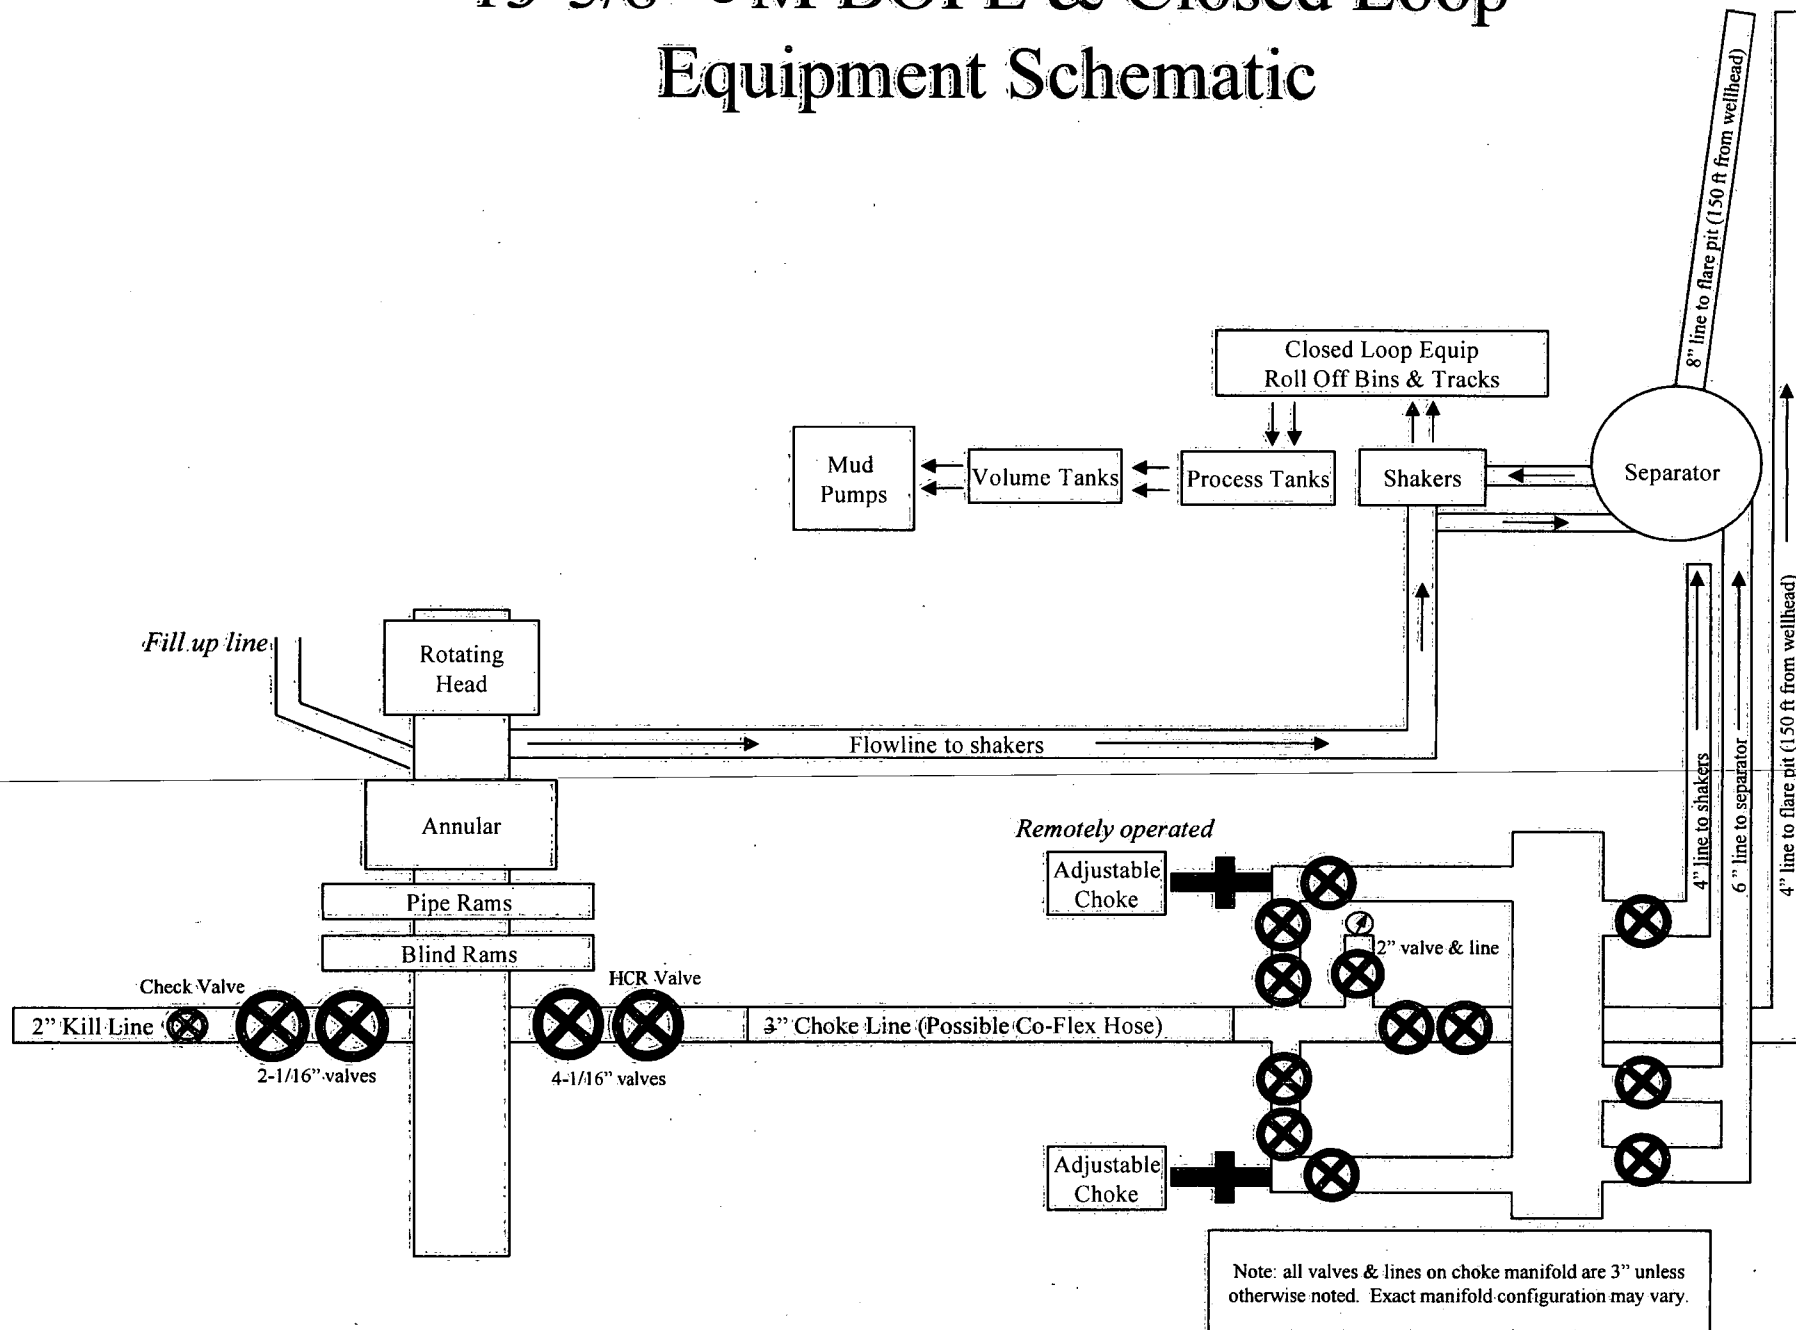 & Closed Loop
Equipment Schematic
8” line to flare pit (150 ft from wellhead)
Closed Loop Equip
Roll Off Bins & Tracks
Mud
Pumps
Volume Tanks
Process Tanks
Shakers
Separator
Fill up line
Rotating
Head
Flowline to shakers
4” line to shakers
6” line to separator
4” line to flare pit (150 ft from wellhead)
Annular
Remotely operated
Adjustable
Choke
Pipe Rams
Blind Rams
2” valve & line
Check Valve
HCR Valve
2” Kill Line
3” Choke Line (Possible Co-Flex Hose)
2-1/16” valves
4-1/16” valves
Adjustable
Choke
Note: all valves & lines on choke manifold are 3” unless
otherwise noted. Exact manifold configuration may vary.